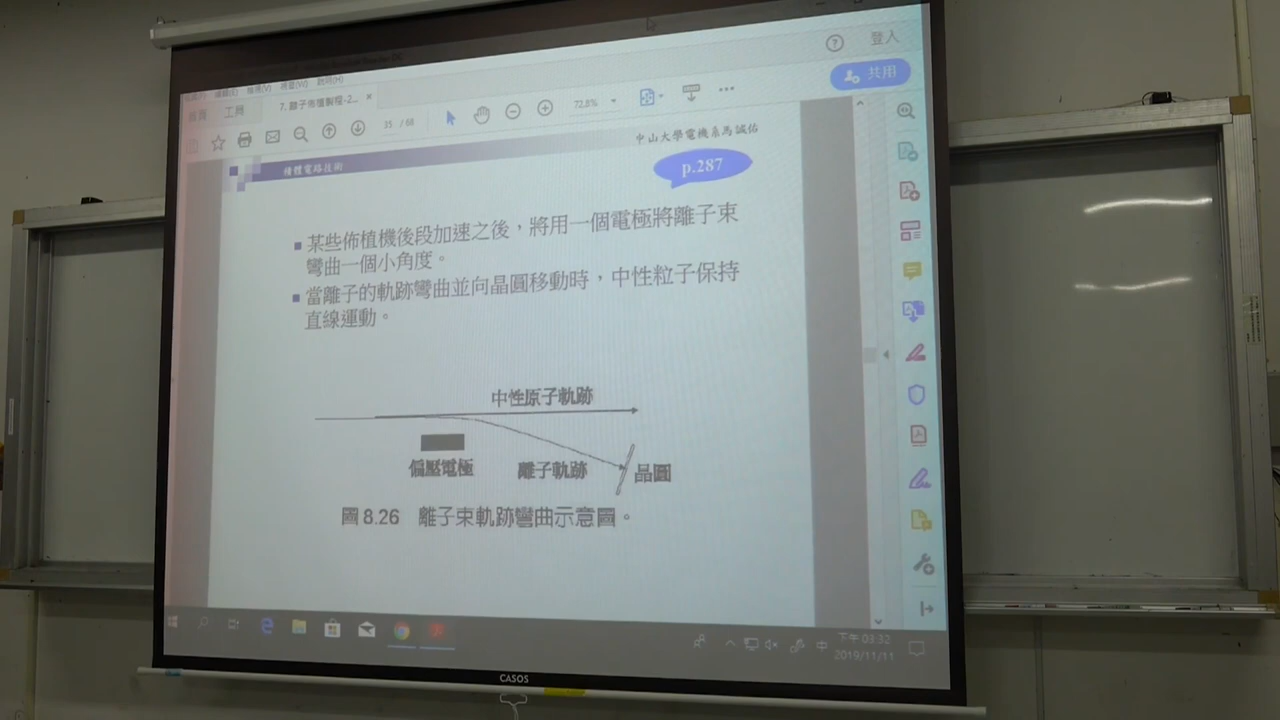 說明(H)
首頁
工具
7. 離子佈植製程-2...
登入
共用
35 / 68
72.8%
積體電路技術
中山大學電機系馬誠佑
p.287
某些佈植機後段加速之後，將用一個電極將離子束
彎曲一個小角度。
當離子的軌跡彎曲並向晶圓移動時，中性粒子保持
直線運動。
中性原子軌跡
偏壓電極
離子軌跡
晶圓
圖 8.26 離子束軌跡彎曲示意圖。
中
下午 03:32
2019/11/11
CASOS